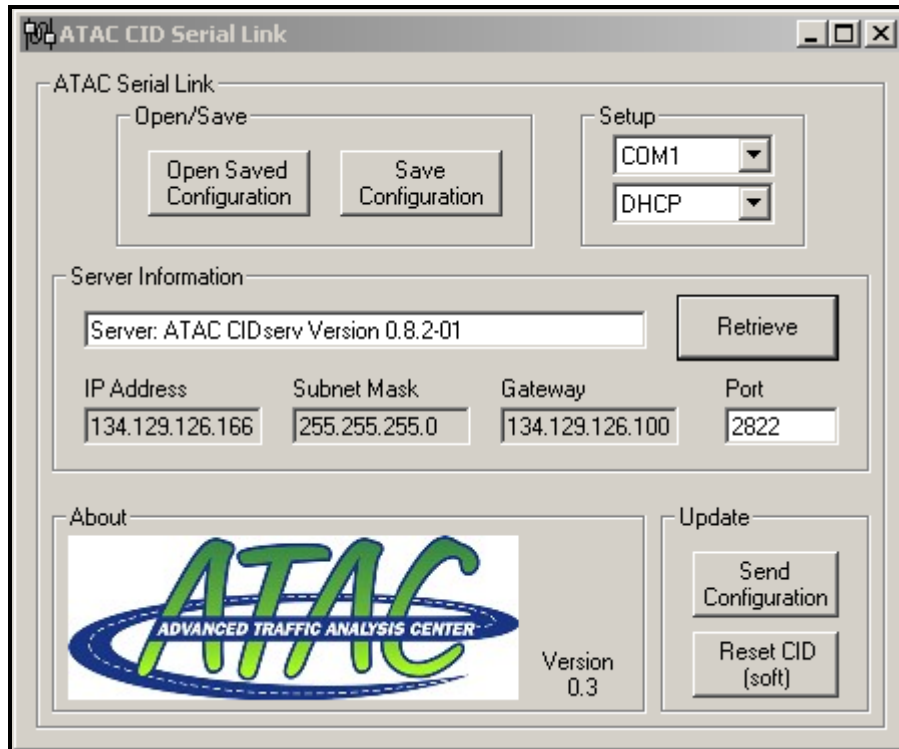 ATAC CID Serial Link
ATAC Serial Link
Open/Save
Setup
Open Saved
Configuration
Save
Configuration
COM1
DHCP
Server Information
Server: ATAC CIDserv Version 0.8.2-01
Retrieve
IP Address
Subnet Mask
Gateway
Port
134.129.126.166
255.255.255.0
134.129.126.100
2822
About
Update
ATAC
ADVANCED TRAFFIC ANALYSIS CENTER
Version
0.3
Send
Configuration
Reset CID
(soft)